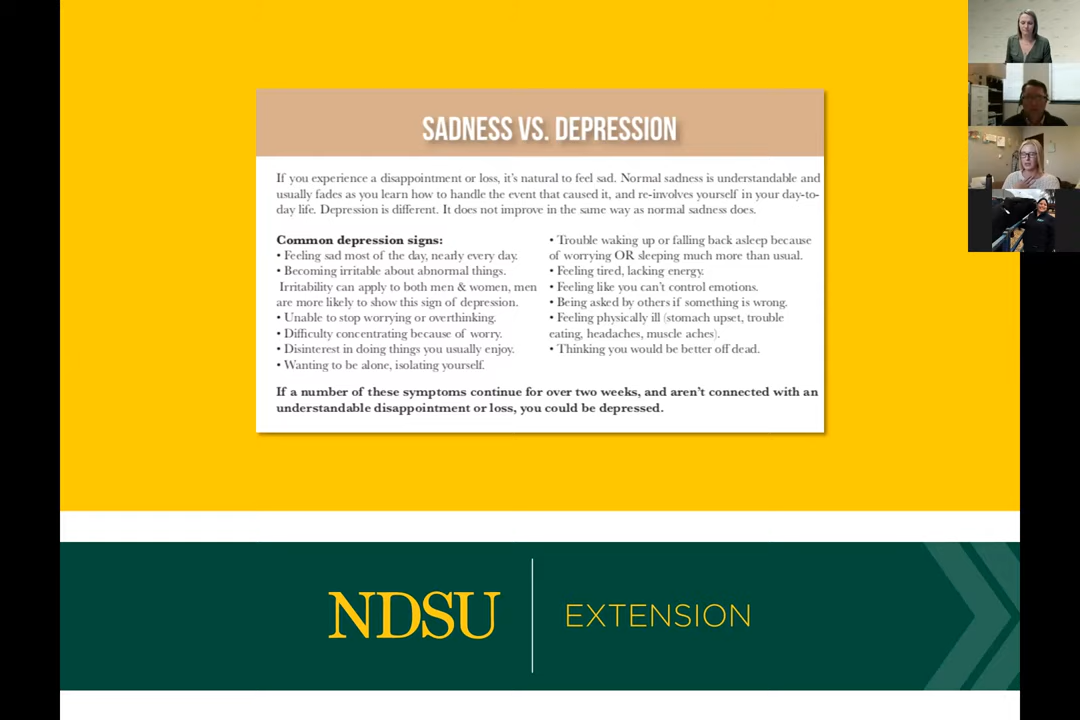 SADNESS VS. DEPRESSION
If you experience a disappointment or loss, it's natural to feel sad. Normal sadness is understandable and
usually fades as you learn how to handle the event that caused it, and re-involves yourself in your day-to-
day life. Depression is different. It does not improve in the same way as normal sadness does.
Common depression signs:
• Feeling sad most of the day, nearly every day.
• Becoming irritable about abnormal things.
Irritability can apply to both men & women, men
are more likely to show this sign of depression.
• Unable to stop worrying or overthinking.
• Difficulty concentrating because of worry.
• Disinterest in doing things you usually enjoy.
• Wanting to be alone, isolating yourself.
• Trouble waking up or falling back asleep because
of worrying OR sleeping much more than usual.
• Feeling tired, lacking energy.
• Feeling like you can't control emotions.
• Being asked by others if something is wrong.
• Feeling physically ill (stomach upset, trouble
eating, headaches, muscle aches).
• Thinking you would be better off dead.
If a number of these symptoms continue for over two weeks, and aren't connected with an
understandable disappointment or loss, you could be depressed.
NDSU
EXTENSION